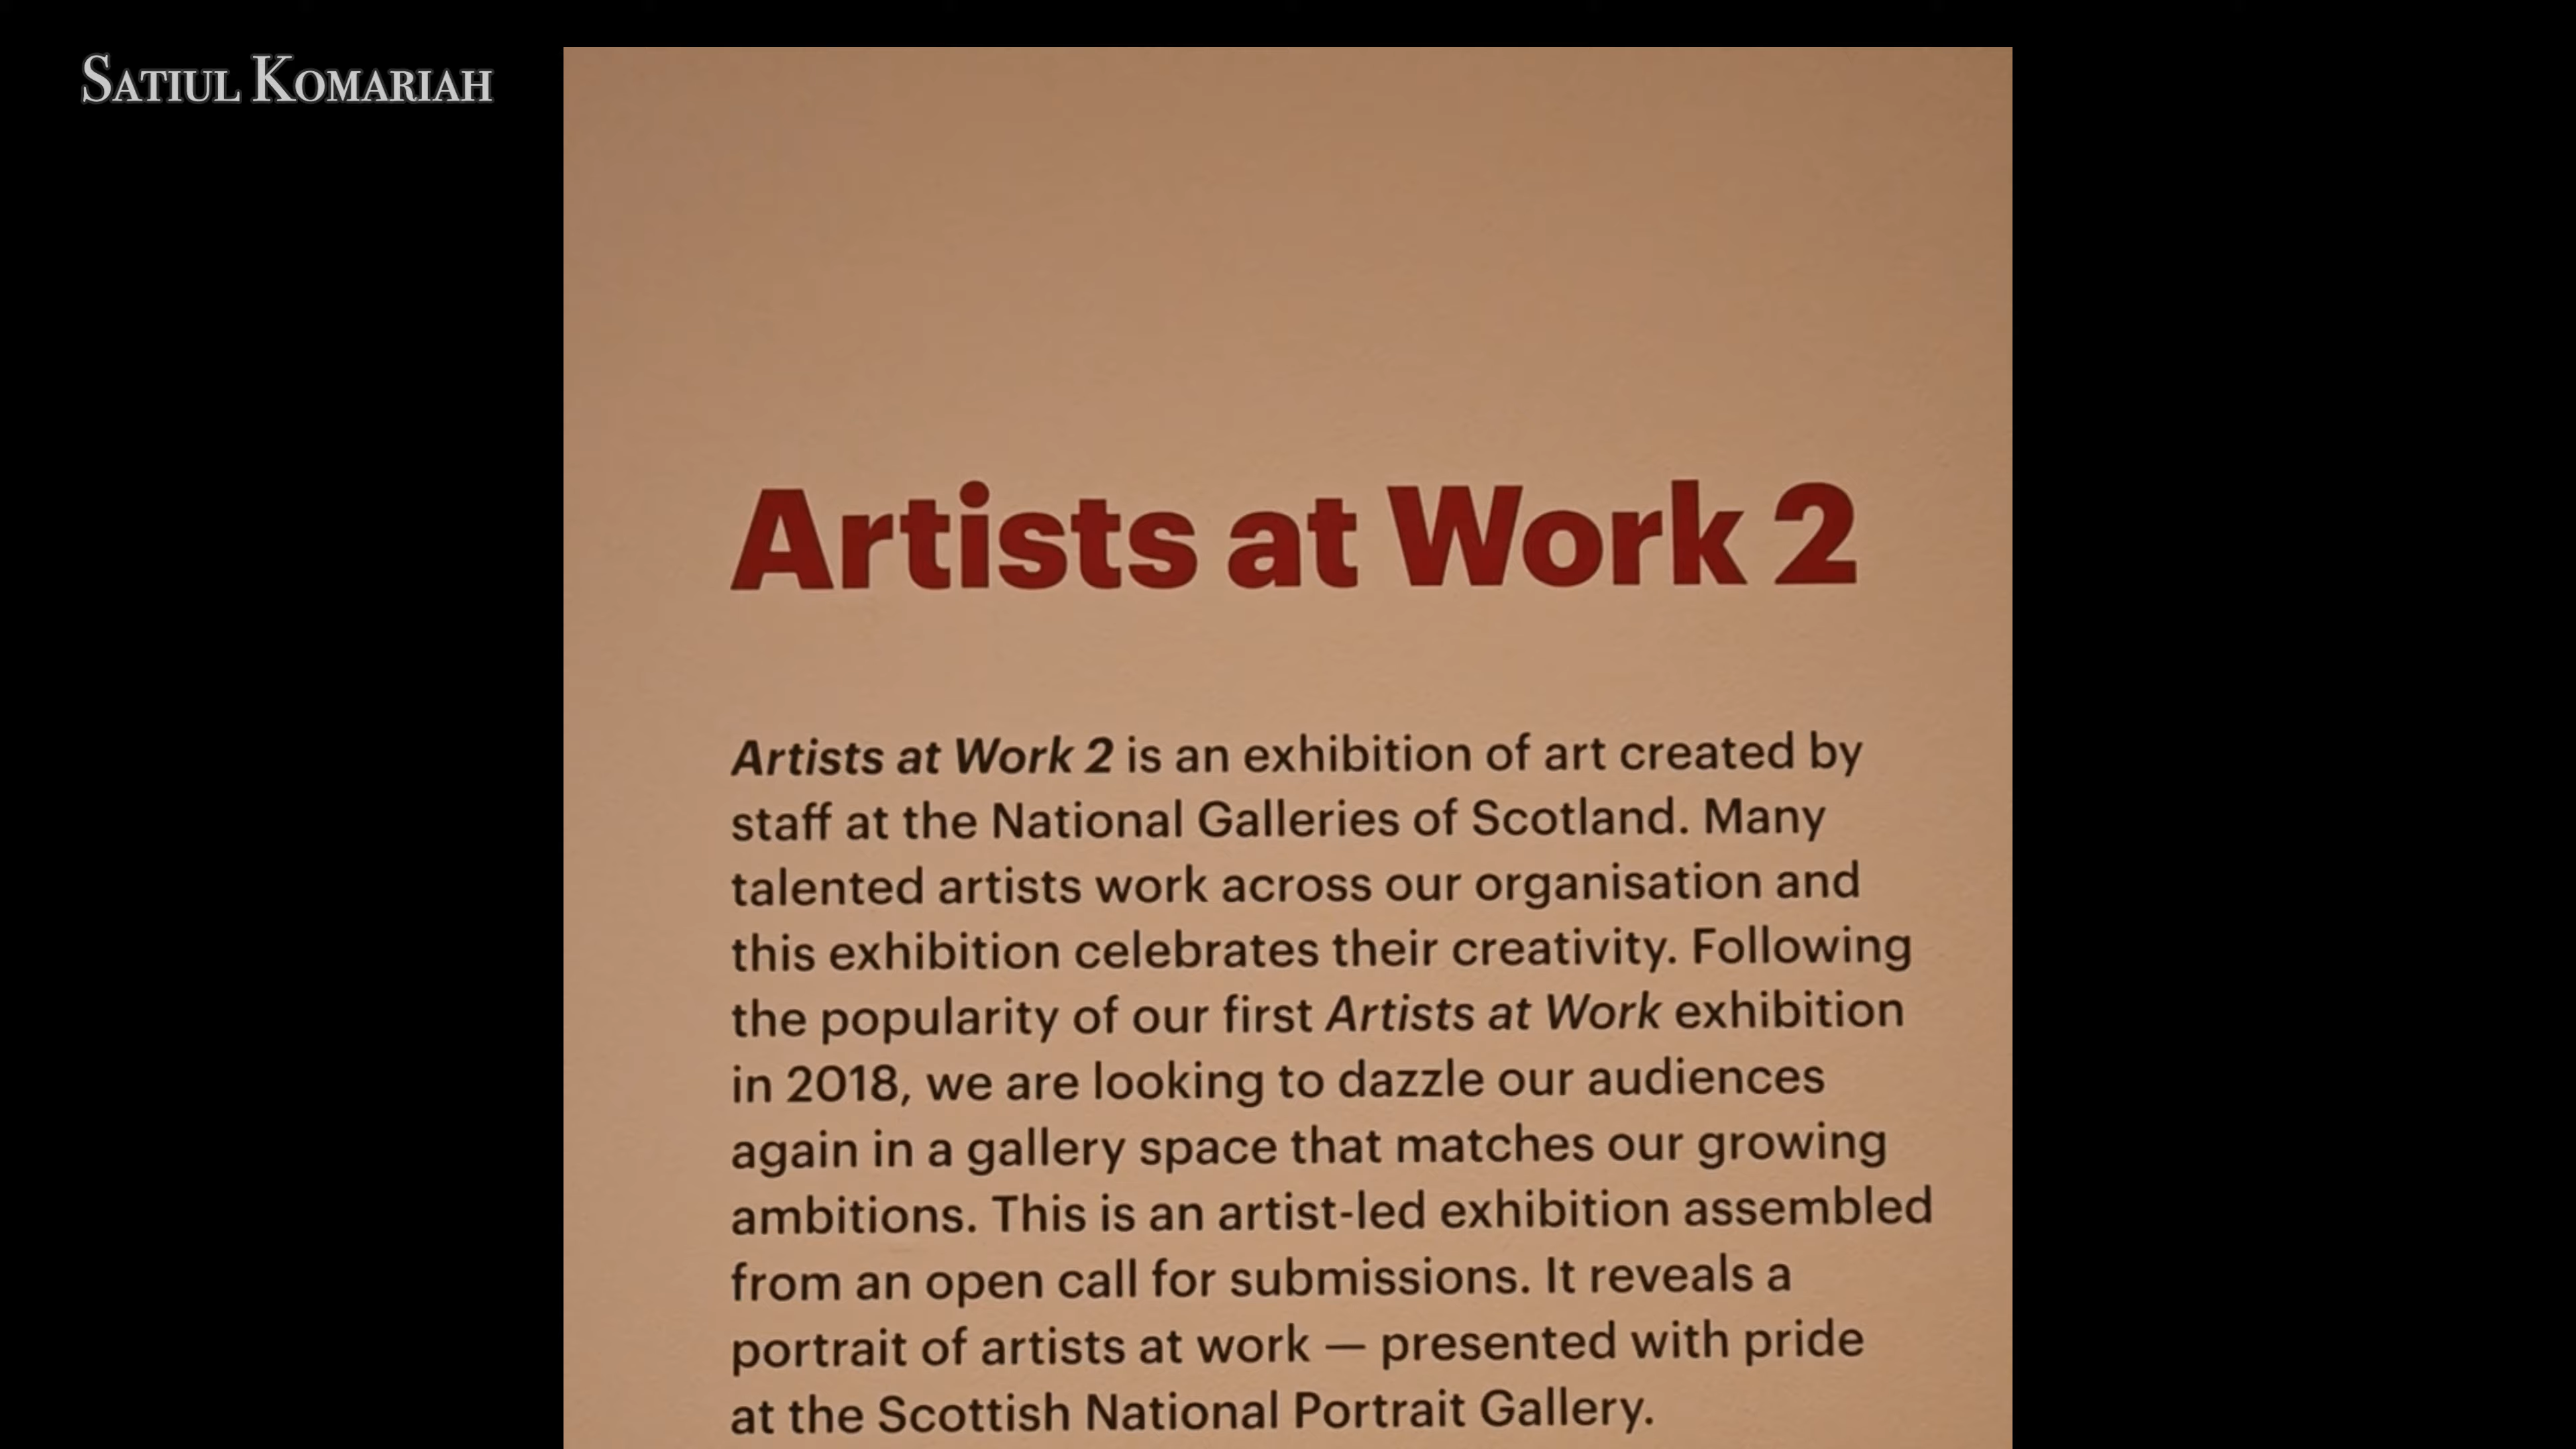 SATIUL KOMARIAH
Artists at Work 2
Artists at Work 2 is an exhibition of art created by
staff at the National Galleries of Scotland. Many
talented artists work across our organisation and
this exhibition celebrates their creativity. Following
the popularity of our first Artists at Work exhibition
in 2018, we are looking to dazzle our audiences
again in a gallery space that matches our growing
ambitions. This is an artist-led exhibition assembled
from an open call for submissions. It reveals a
portrait of artists at work — presented with pride
at the Scottish National Portrait Gallery.